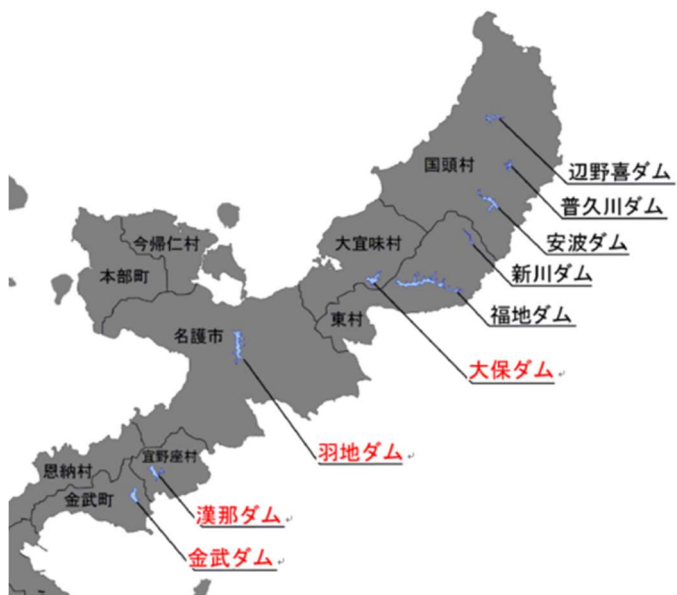 国頭村
辺野喜ダム
普久川ダム
安波ダム
新川ダム
福地ダム
大宜味村
今帰仁村
本部町
東村
名護市
大保ダム
羽地ダム
宜野座村
恩納村
金武町
漢那ダム
金武ダム